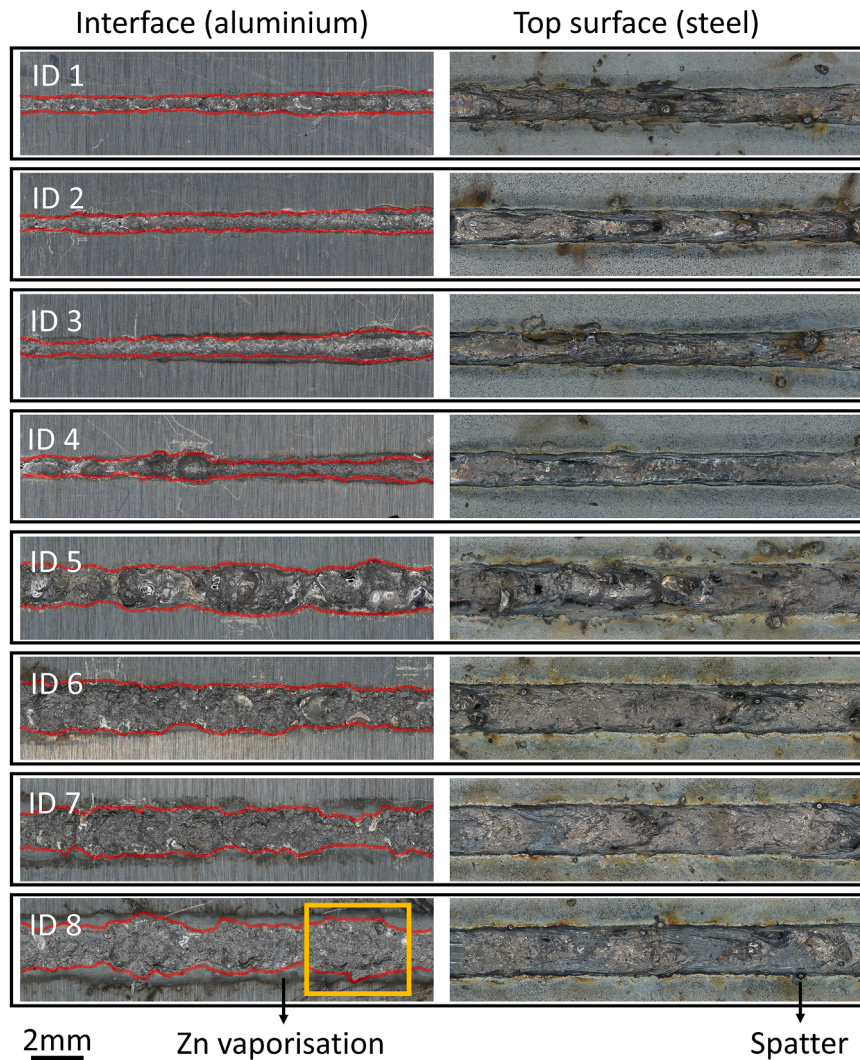 Interface (aluminium)
Top surface (steel)
ID 1
ID 2
ID 3
ID 4
ID 5
ID 6
ID 7
ID 8
2mm
Zn vaporisation
Spatter